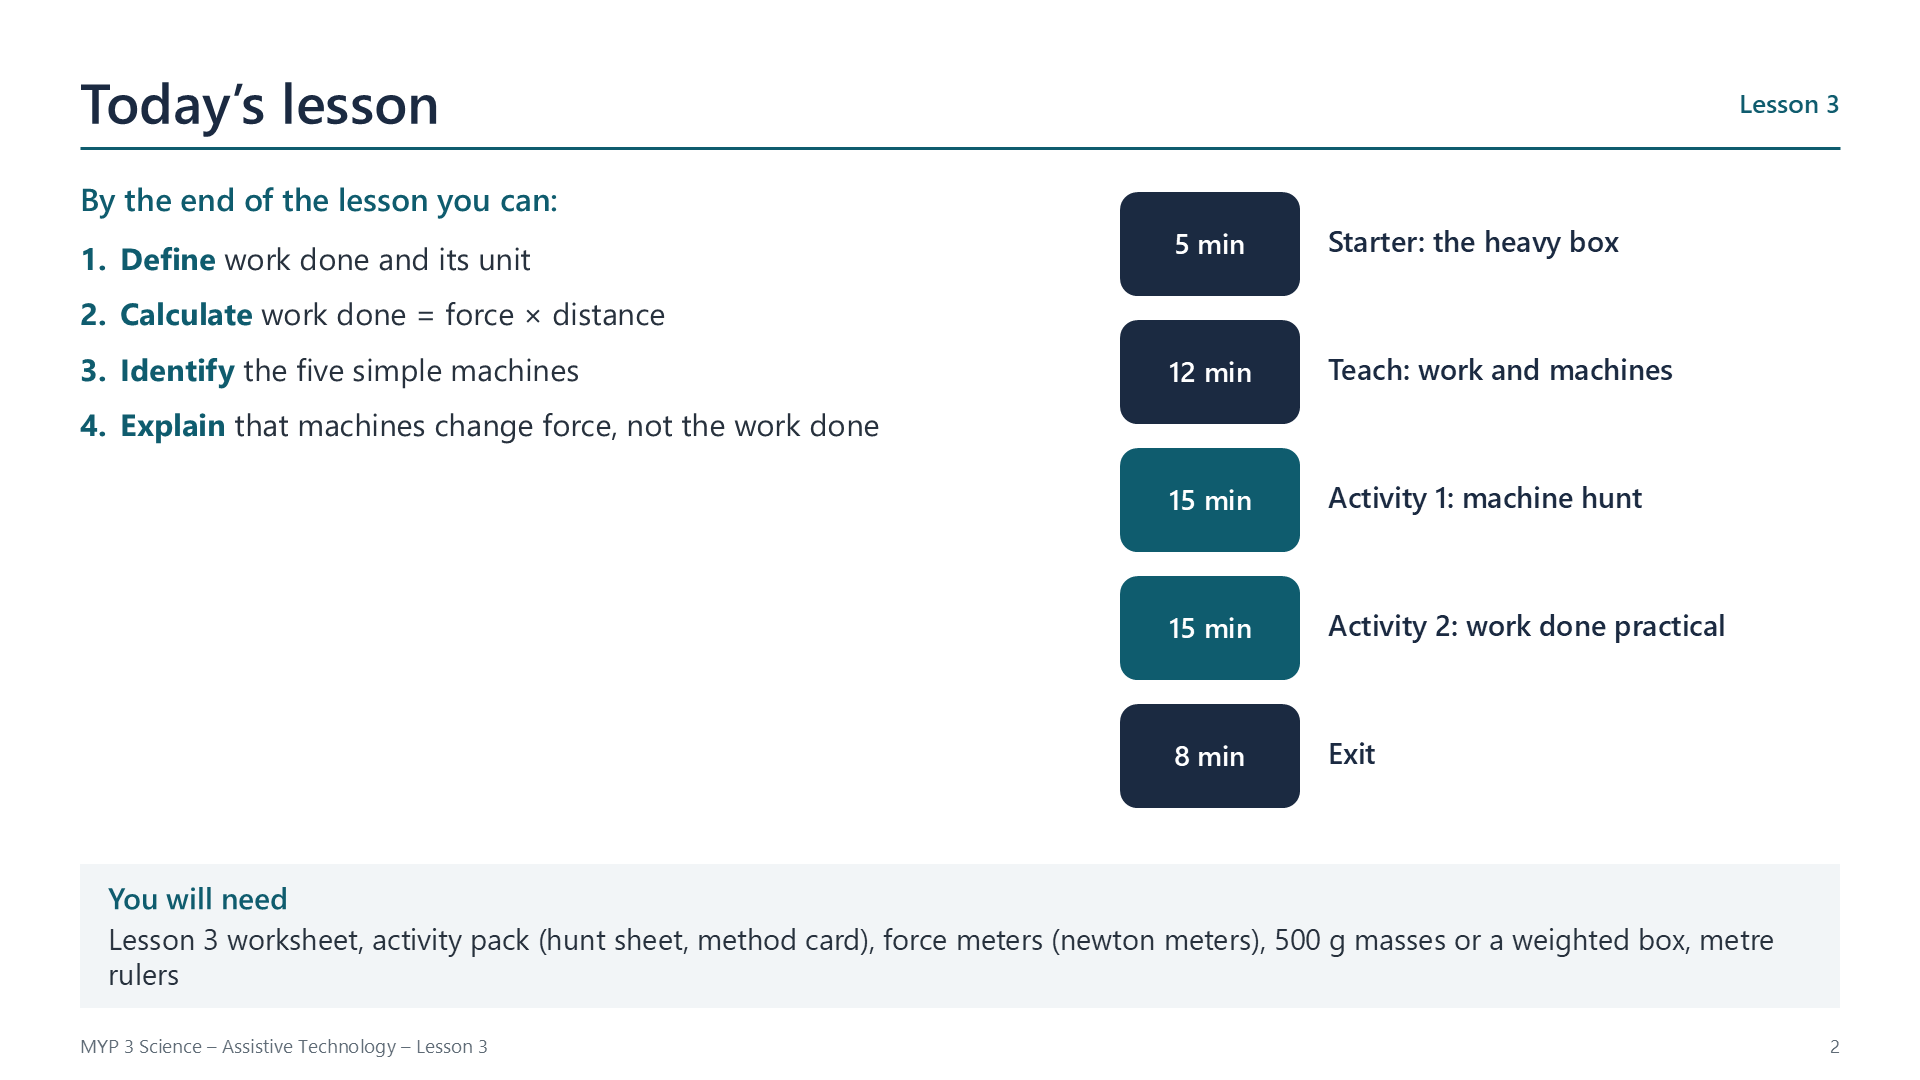 Today’s lesson
Lesson 3
By the end of the lesson you can:
1. Define work done and its unit
2. Calculate work done = force × distance
3. Identify the five simple machines
4. Explain that machines change force, not the work done
5 min
Starter: the heavy box
12 min
Teach: work and machines
15 min
Activity 1: machine hunt
15 min
Activity 2: work done practical
8 min
Exit
You will need
Lesson 3 worksheet, activity pack (hunt sheet, method card), force meters (newton meters), 500 g masses or a weighted box, metre
rulers
MYP 3 Science – Assistive Technology – Lesson 3
2